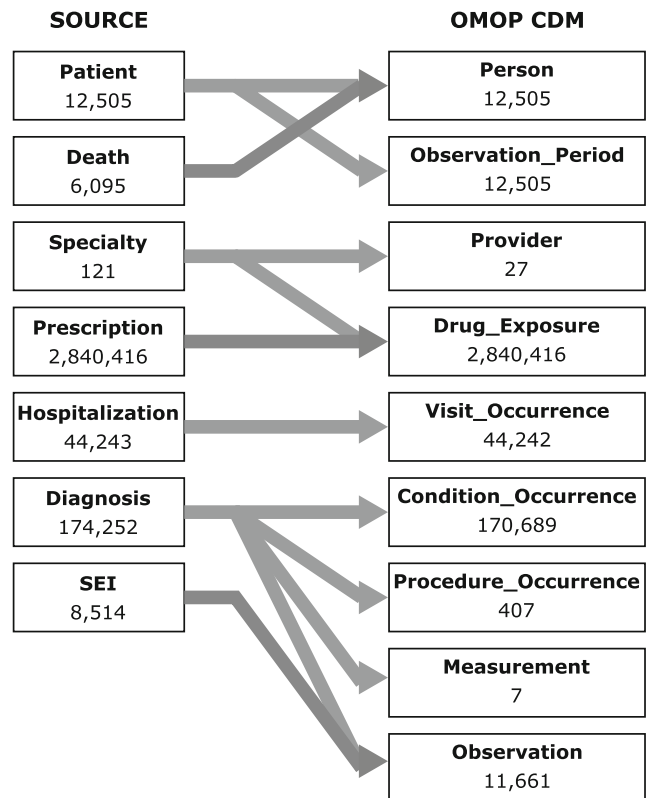 SOURCE
OMOP CDM
Patient
12,505
Person
12,505
Death
6,095
Observation_Period
12,505
Specialty
121
Provider
27
Prescription
2,840,416
Drug_Exposure
2,840,416
Hospitalization
44,243
Visit_Occurrence
44,242
Diagnosis
174,252
Condition_Occurrence
170,689
SEI
8,514
Procedure_Occurrence
407
Measurement
7
Observation
11,661